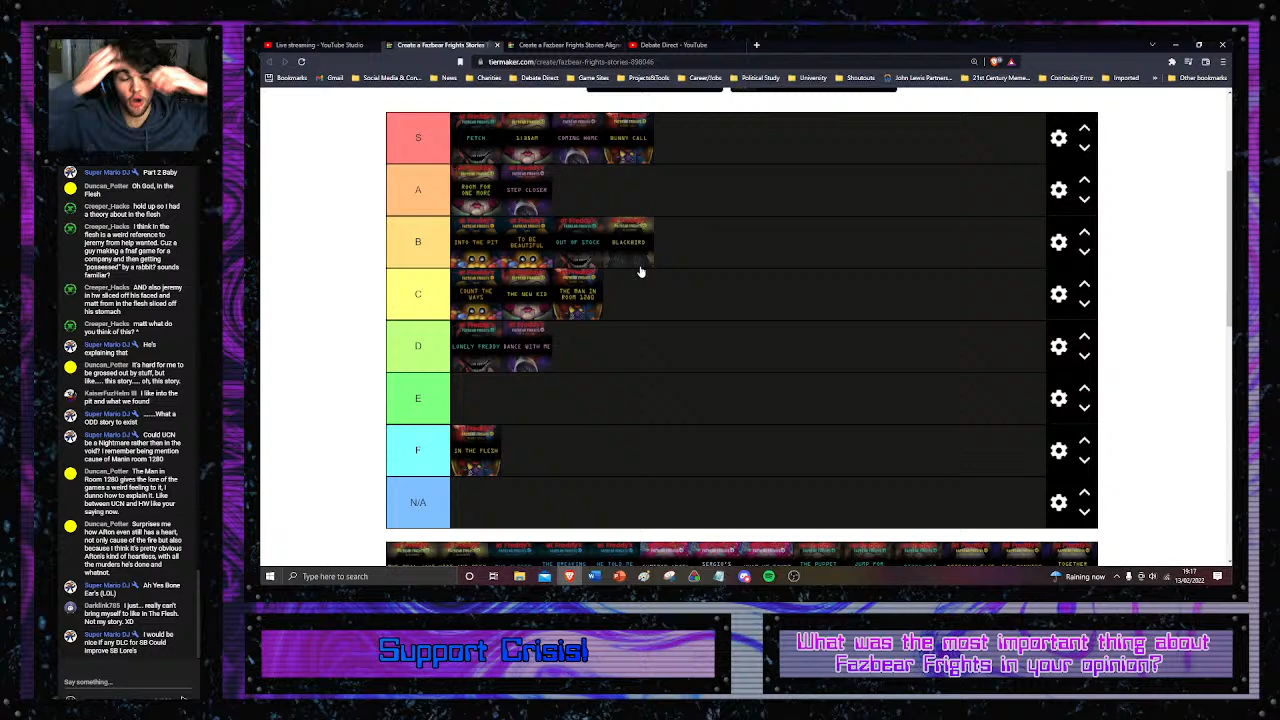 Live streaming - YouTube Studio
Create a Fazbear Frights Stories T
Create a Fazbear Frights Stories Align
Debate Direct - YouTube
tiermaker.com/create/fazbear-frights-stories-898046
Bookmarks
Gmail
Social Media & Con...
News
Charities
Debate
Game Sites
Projects&Tools
University
Shoutouts
John Lewis Immers...
21st Century Meme...
Continuity Error
Imported
Other bookmarks
S
FETCH
1:35AM
COMING HOME
BUNNY CALL
A
ROOM FOR
ONE MORE
STEP CLOSER
B
INTO THE PIT
TO BE
BEAUTIFUL
OUT OF STOCK
BLACKBIRD
C
COUNT THE
WAYS
THE NEW KID
THE MAN IN
ROOM 1280
D
LONELY FREDDY
DANCE WITH ME
E
F
IN THE FLESH
N/A
Super Mario DJ Part 2 Baby
Duncan_Potter Oh God, in the
Flesh
Creeper_Hacks hold up so I had
a theory about in the flesh
Creeper_Hacks I think in the
flesh is a weird reference to
jeremy from help wanted. Cuz a
guy making a fnaf game for a
company and then getting
"possessed" by a rabbit? sounds
familiar?
Creeper_Hacks AND also jeremy
in hw sliced off his faced and
matt from in the flesh sliced off
his stomach
Creeper_Hacks matt what do
you think of this? ^
Super Mario DJ He's
explaining that
Duncan_Potter It's hard for me to
be grossed out by stuff, but
like..... this story..... oh, this story.
KaiserFuzHelm III I like into the
pit and what we found
Super Mario DJ .......What a
ODD story to exist
Super Mario DJ Could UCN
be a Nightmare rather then in the
void? I remember being mention
cause of Manin room 1280
Duncan_Potter The Man in
Room 1280 gives the lore of the
games a weird feeling to it, I
dunno how to explain it. Like
between UCN and HW like your
saying now.
Duncan_Potter Surprises me
how Afton even still has a heart,
not only cause of the fire but also
because I think it's pretty obvious
Afton's kind of heartless, with all
the murders he's done and
whatnot.
Super Mario DJ Ah Yes Bone
Ear's (LOL)
Darklink785 I just... really can't
bring myself to like In The Flesh.
Not my story. XD
Super Mario DJ I would be
nice if are DLC for SB Could
improve SB Lore's
Say something...
THE BREAKING
HE TOLD ME
SERGIO'S
THE PUPPET
JUMP FOR
TOGETHER
Type here to search
Raining now
19:17
13/02/2022
Support Crisis!
What was the most important thing about
Fazbear Frights in your opinion?